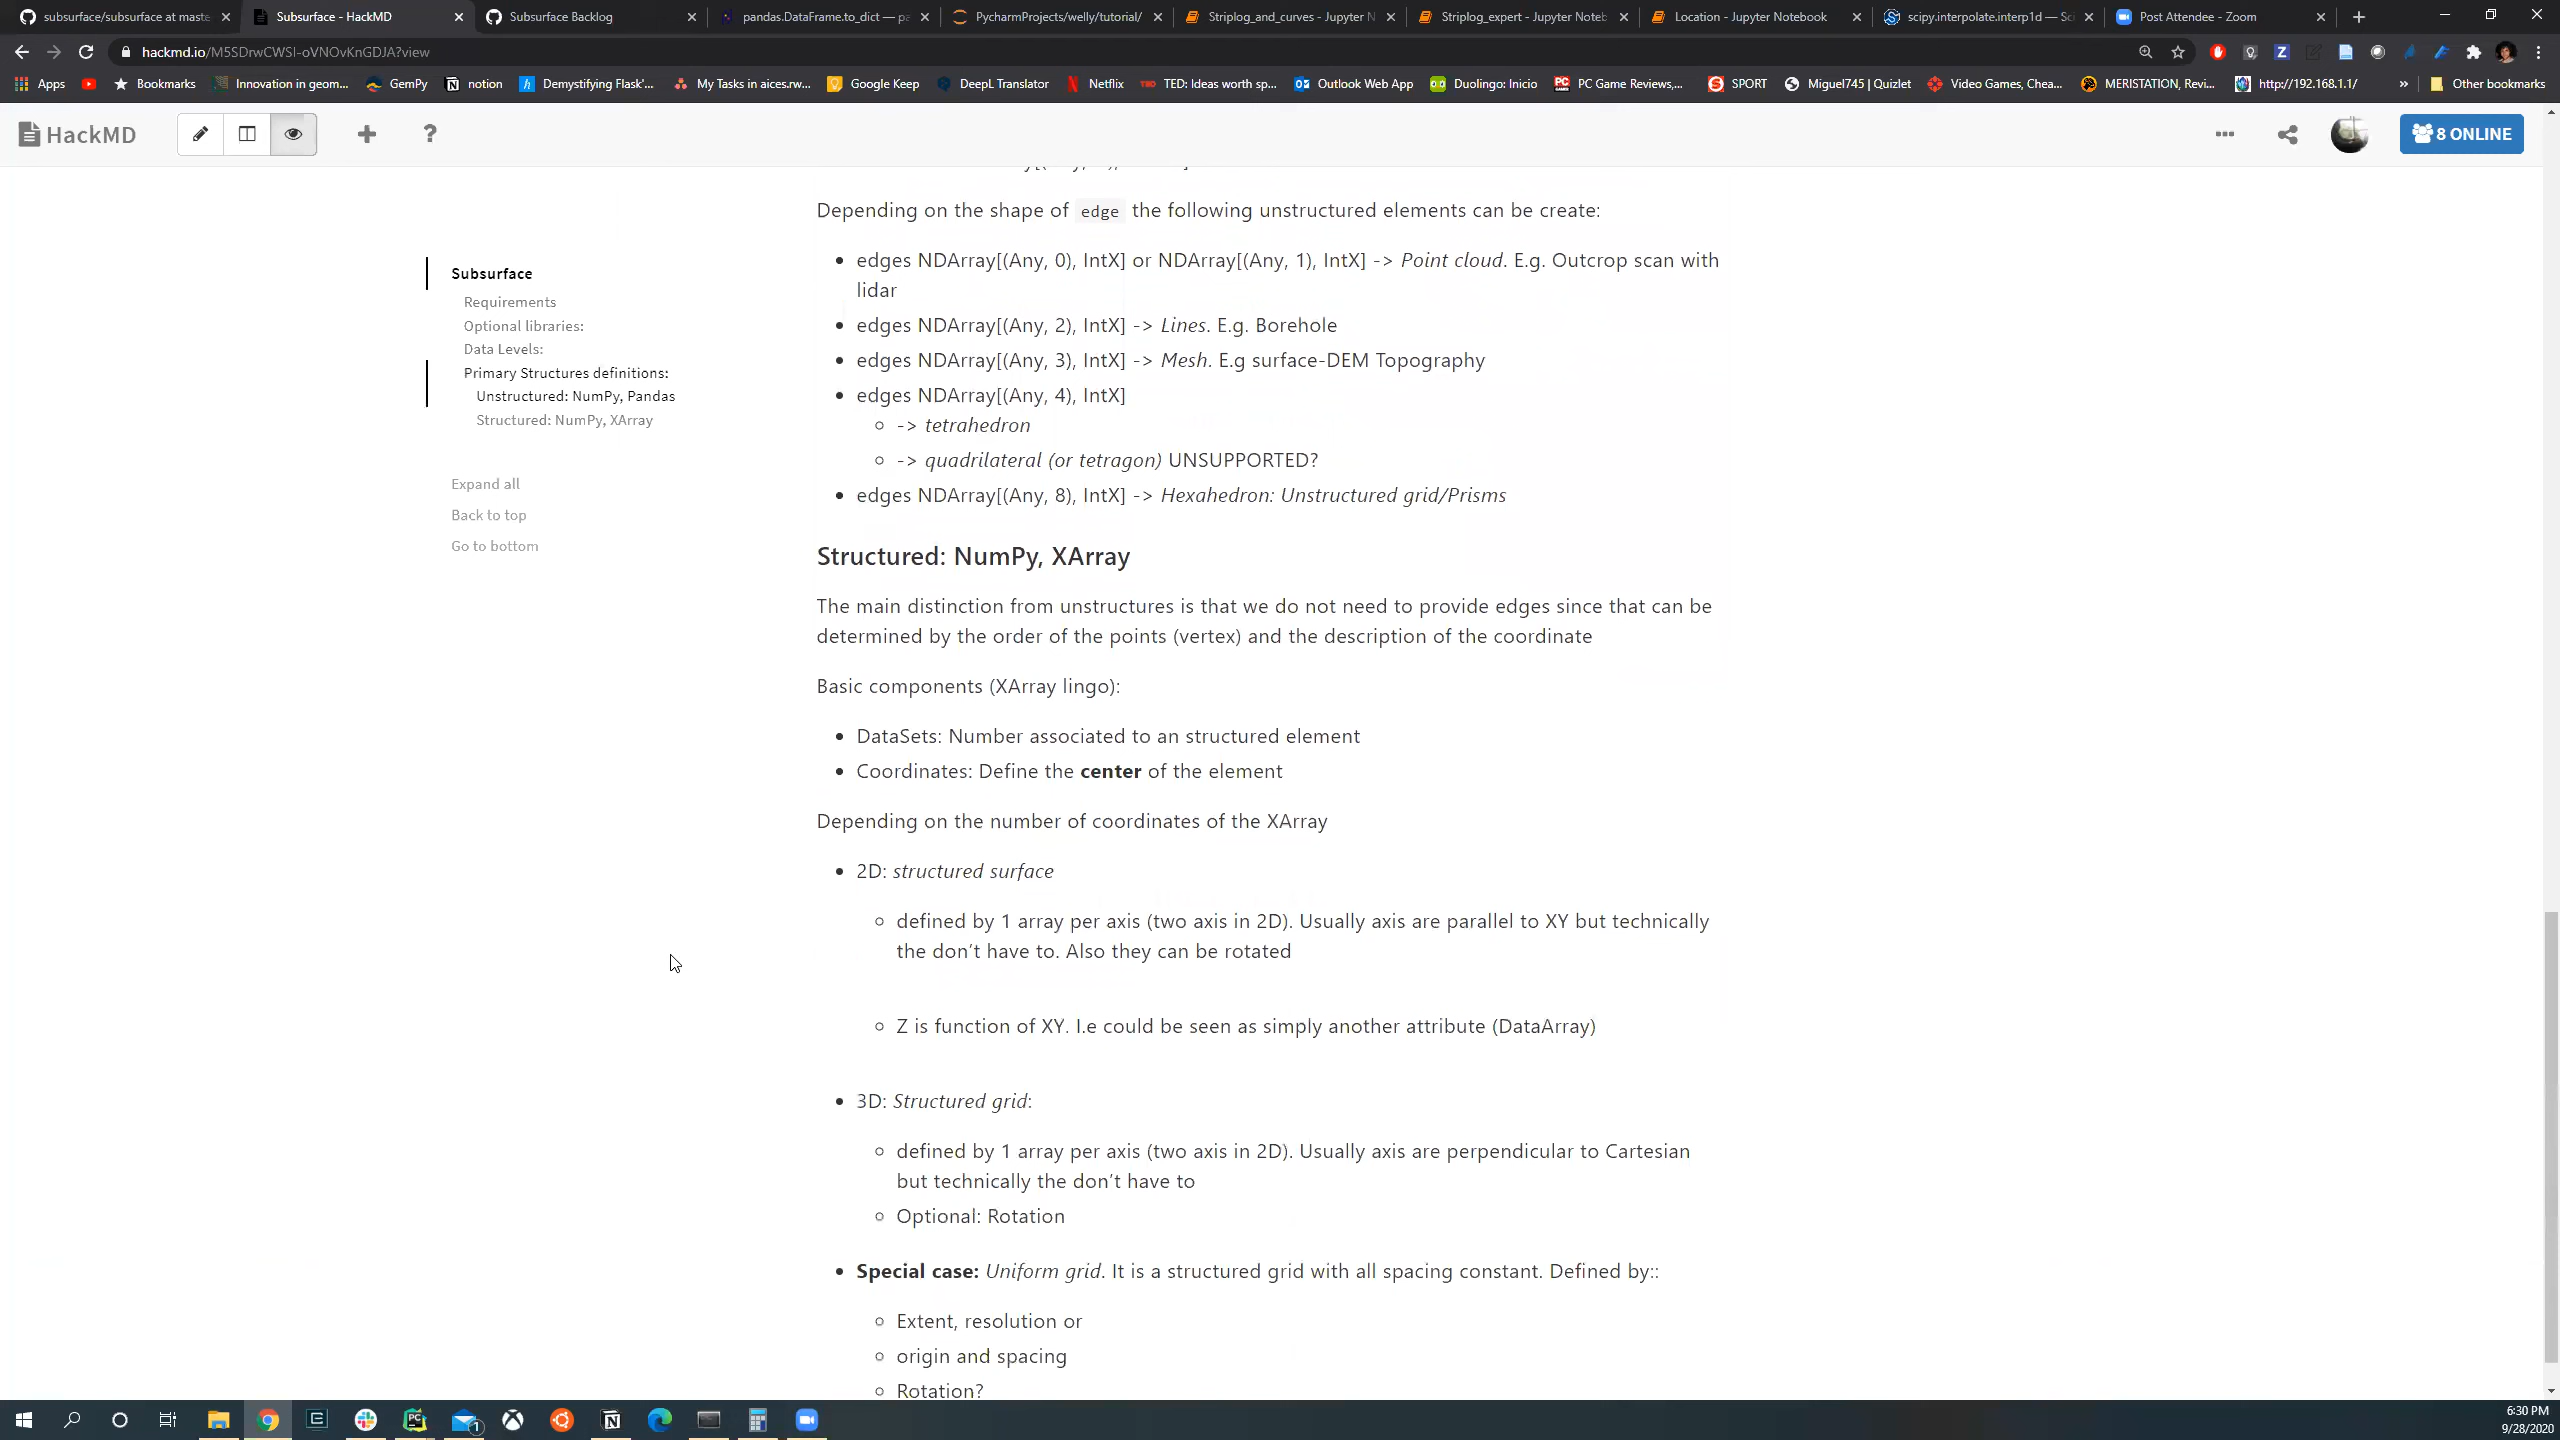 subsurface/subsurface at maste
Subsurface - HackMD
Subsurface Backlog
pandas.DataFrame.to_dict — pa
PycharmProjects/welly/tutorial/
Striplog_and_curves - Jupyter N
Striplog_expert - Jupyter Noteb
Location - Jupyter Notebook
scipy.interpolate.interp1d — Sci
Post Attendee - Zoom
hackmd.io/M5SDrwCWSI-oVNOvKnGDJA?view
Apps
Bookmarks
Innovation in geom...
GemPy
notion
Demystifying Flask'...
My Tasks in aices.rw...
Google Keep
DeepL Translator
Netflix
TED: Ideas worth sp...
Outlook Web App
Duolingo: Inicio
PC Game Reviews,...
SPORT
Miguel745 | Quizlet
Video Games, Chea...
MERISTATION, Revi...
http://192.168.1.1/
»
Other bookmarks
HackMD
8 ONLINE
Subsurface
Requirements
Optional libraries:
Data Levels:
Primary Structures definitions:
Unstructured: NumPy, Pandas
Structured: NumPy, XArray
Expand all
Back to top
Go to bottom
Depending on the shape of edge the following unstructured elements can be create:
• edges NDArray[(Any, 0), IntX] or NDArray[(Any, 1), IntX] -> Point cloud. E.g. Outcrop scan with
lidar
• edges NDArray[(Any, 2), IntX] -> Lines. E.g. Borehole
• edges NDArray[(Any, 3), IntX] -> Mesh. E.g surface-DEM Topography
• edges NDArray[(Any, 4), IntX]
◦ -> tetrahedron
◦ -> quadrilateral (or tetragon) UNSUPPORTED?
• edges NDArray[(Any, 8), IntX] -> Hexahedron: Unstructured grid/Prisms
Structured: NumPy, XArray
The main distinction from unstructures is that we do not need to provide edges since that can be
determined by the order of the points (vertex) and the description of the coordinate
Basic components (XArray lingo):
• DataSets: Number associated to an structured element
• Coordinates: Define the center of the element
Depending on the number of coordinates of the XArray
• 2D: structured surface
◦ defined by 1 array per axis (two axis in 2D). Usually axis are parallel to XY but technically
the don't have to. Also they can be rotated
◦ Z is function of XY. I.e could be seen as simply another attribute (DataArray)
• 3D: Structured grid:
◦ defined by 1 array per axis (two axis in 2D). Usually axis are perpendicular to Cartesian
but technically the don't have to
◦ Optional: Rotation
• Special case: Uniform grid. It is a structured grid with all spacing constant. Defined by::
◦ Extent, resolution or
◦ origin and spacing
◦ Rotation?
6:30 PM
9/28/2020